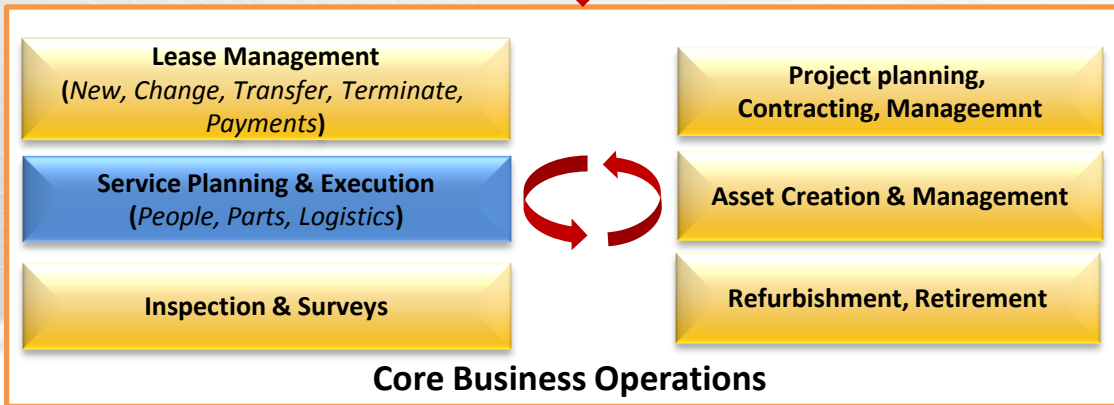 Lease Management
(New, Change, Transfer, Terminate,
Payments)
Service Planning & Execution
(People, Parts, Logistics)
Inspection & Surveys
Project planning,
Contracting, Manageemnt
Asset Creation & Management
Refurbishment, Retirement
Core Business Operations